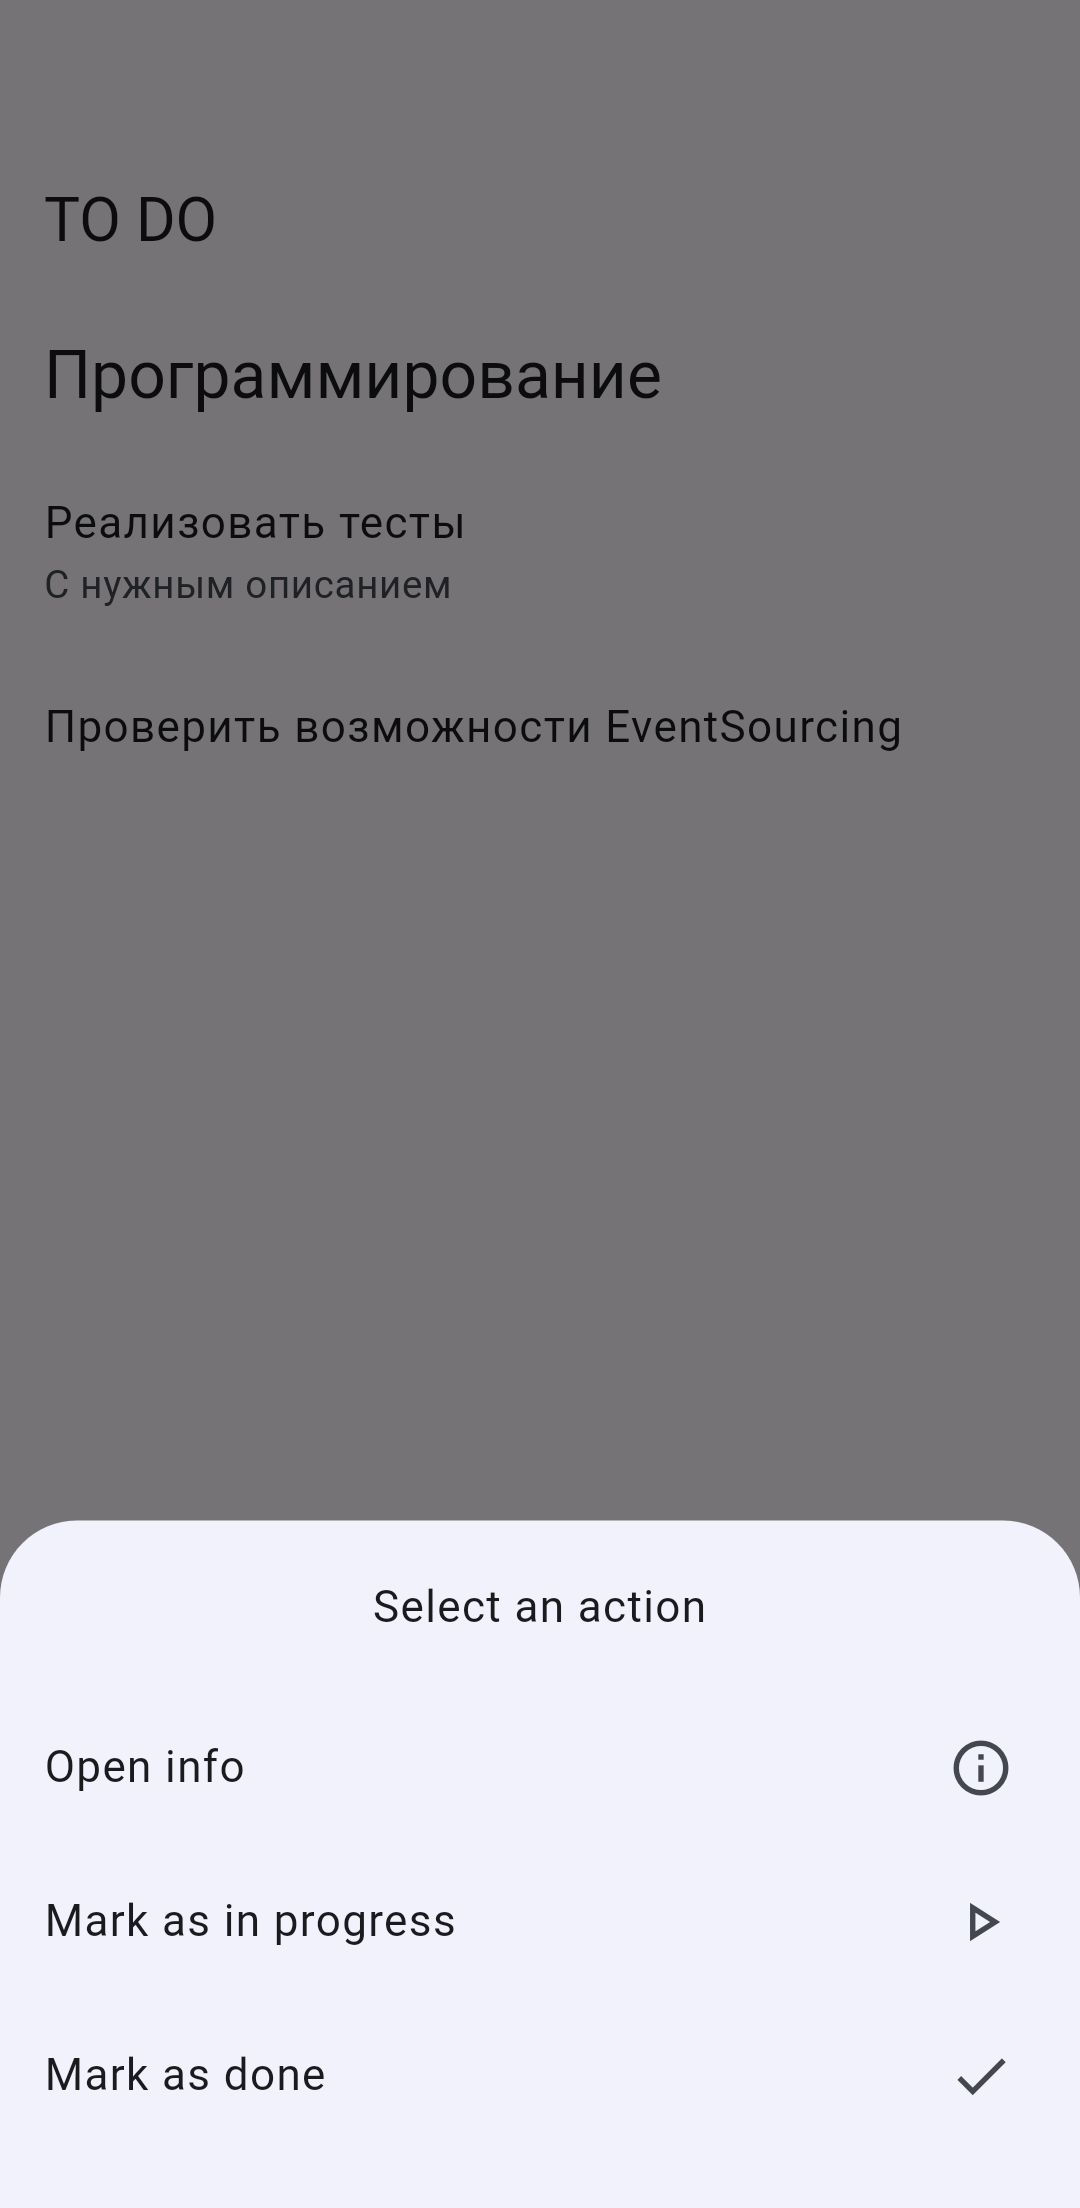 TO DO
Программирование
Реализовать тесты
С нужным описанием
Проверить возможности EventSourcing
Select an action
Open info
Mark as in progress
Mark as done